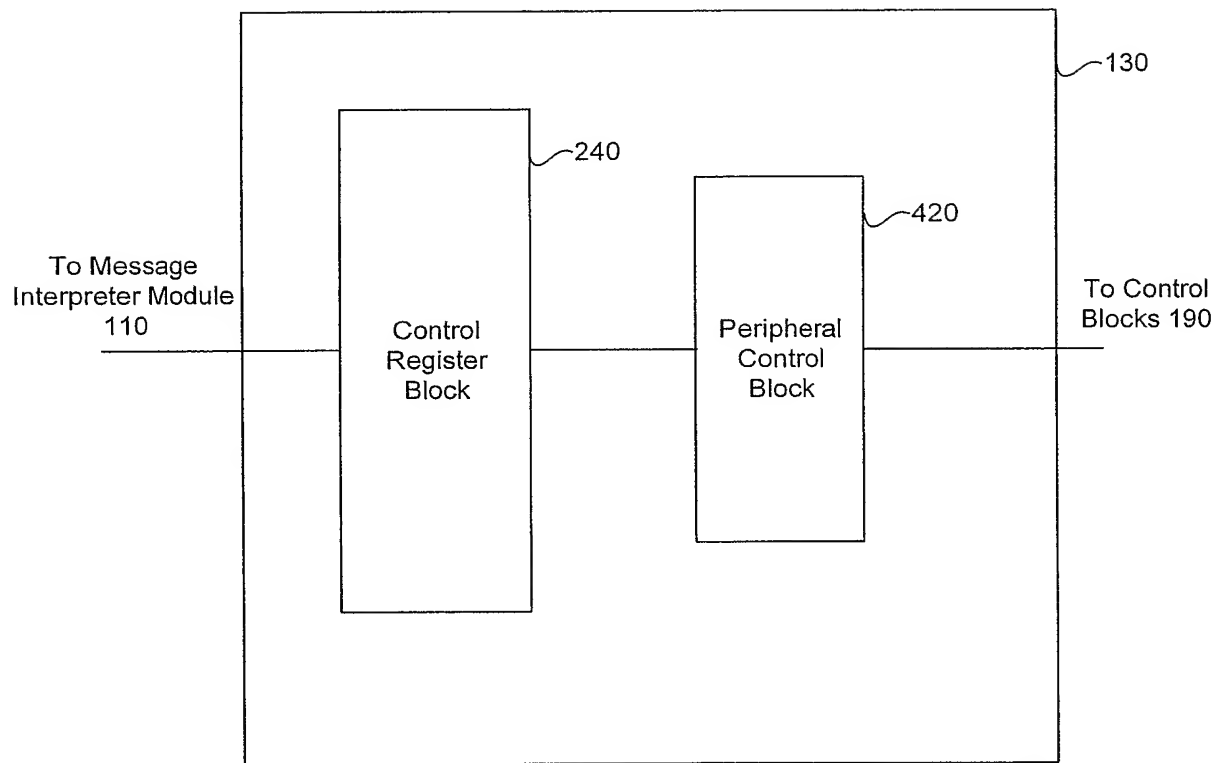 130
240
420
To Message
Interpreter Module
110
To Control
Blocks 190
Control
Register
Block
Peripheral
Control
Block